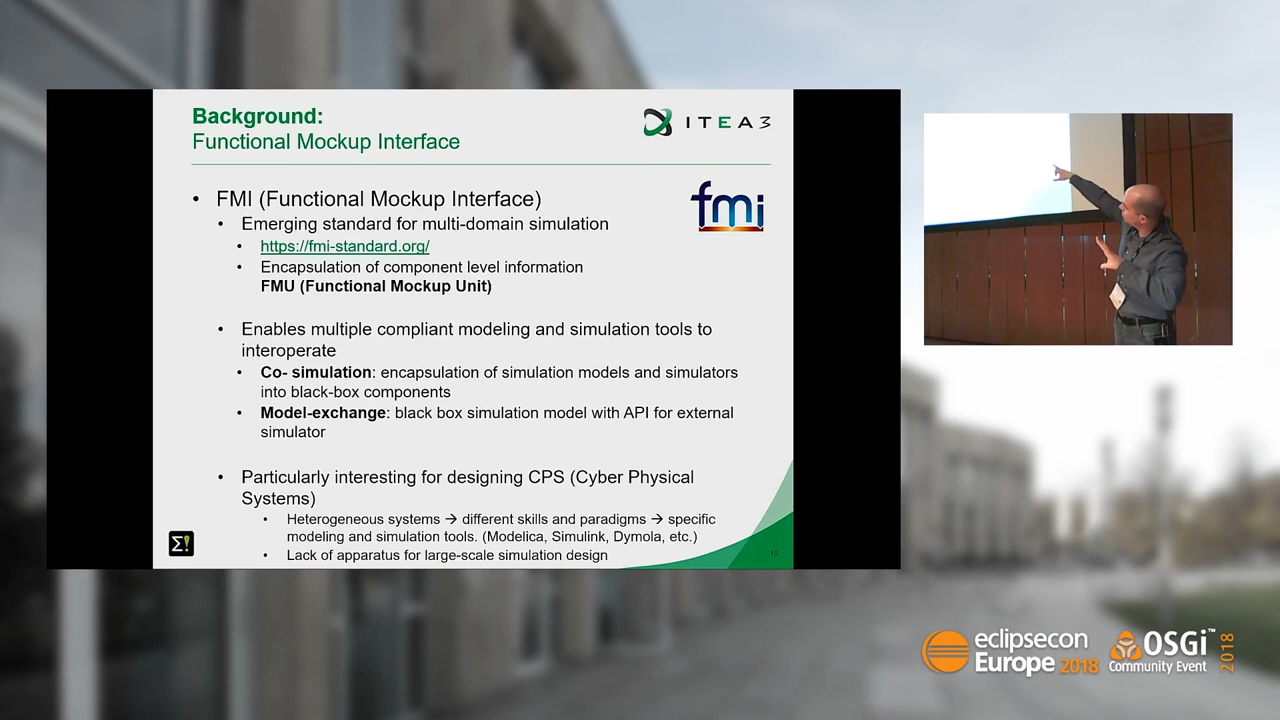 Background:
Functional Mockup Interface
ITEA3
fmi
• FMI (Functional Mockup Interface)
• Emerging standard for multi-domain simulation
• https://fmi-standard.org/
• Encapsulation of component level information
FMU (Functional Mockup Unit)
• Enables multiple compliant modeling and simulation tools to
interoperate
• Co- simulation: encapsulation of simulation models and simulators
into black-box components
• Model-exchange: black box simulation model with API for external
simulator
• Particularly interesting for designing CPS (Cyber Physical
Systems)
• Heterogeneous systems → different skills and paradigms → specific
modeling and simulation tools. (Modelica, Simulink, Dymola, etc.)
• Lack of apparatus for large-scale simulation design
Σ!
10
eclipsecon
Europe 2018
OSGi™
Community Event
2018